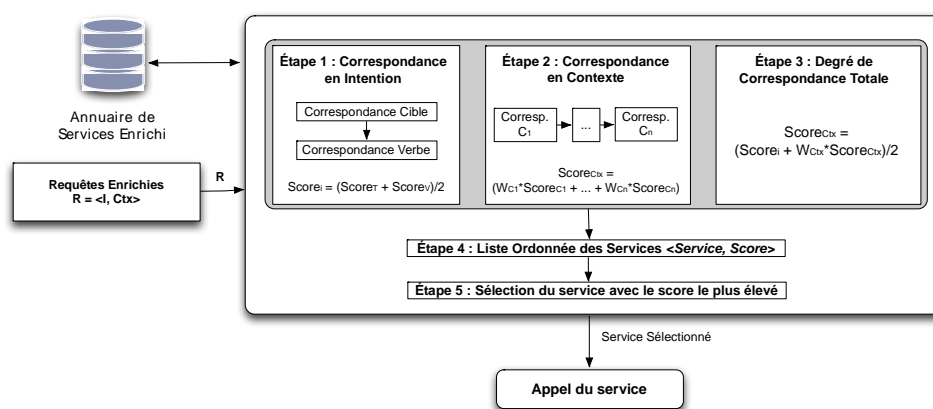 Annuaire de
Services Enrichi
Requêtes Enrichies
R = <I, Ctx>
R
Étape 1 : Correspondance
en Intention
Correspondance Cible
Correspondance Verbe
Scorei = (ScoreT + ScoreV)/2
Étape 2 : Correspondance
en Contexte
Corresp.
C1
...
Corresp.
Cn
ScoreCtx =
(WC1*ScoreC1 + ... + WCn*ScoreCn)
Étape 3 : Degré de
Correspondance Totale
ScoreCtx =
(Scorei + WCtx*ScoreCtx)/2
Étape 4 : Liste Ordonnée des Services <Service, Score>
Étape 5 : Sélection du service avec le score le plus élevé
Service Sélectionné
Appel du service